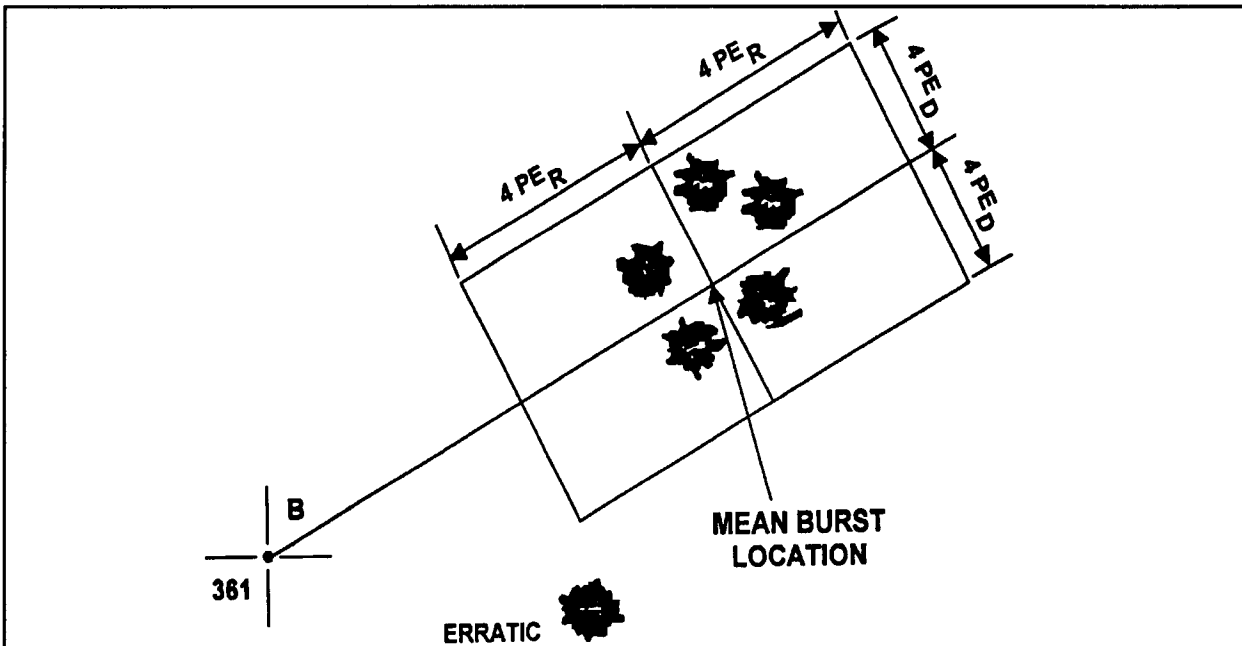 4 PE R
4 PE D
4 PE R
4 PE D
B
MEAN BURST
LOCATION
361
ERRATIC